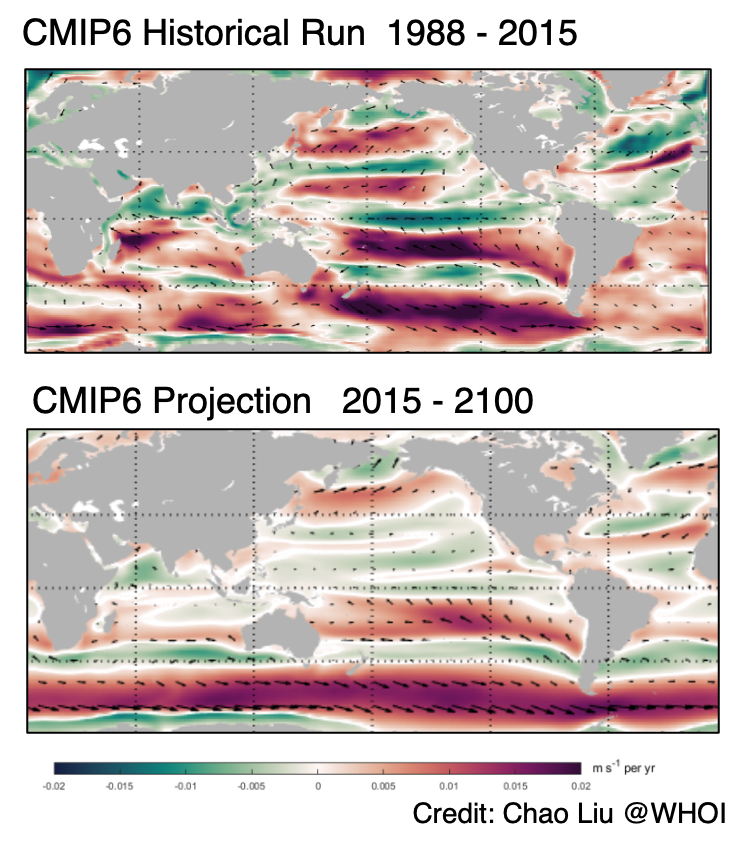 CMIP6 Historical Run 1988 - 2015
CMIP6 Projection 2015 - 2100
-0.02 -0.015 -0.01 -0.005 0 0.005 0.01 0.015 0.02 m s⁻¹ per yr
Credit: Chao Liu @WHOI